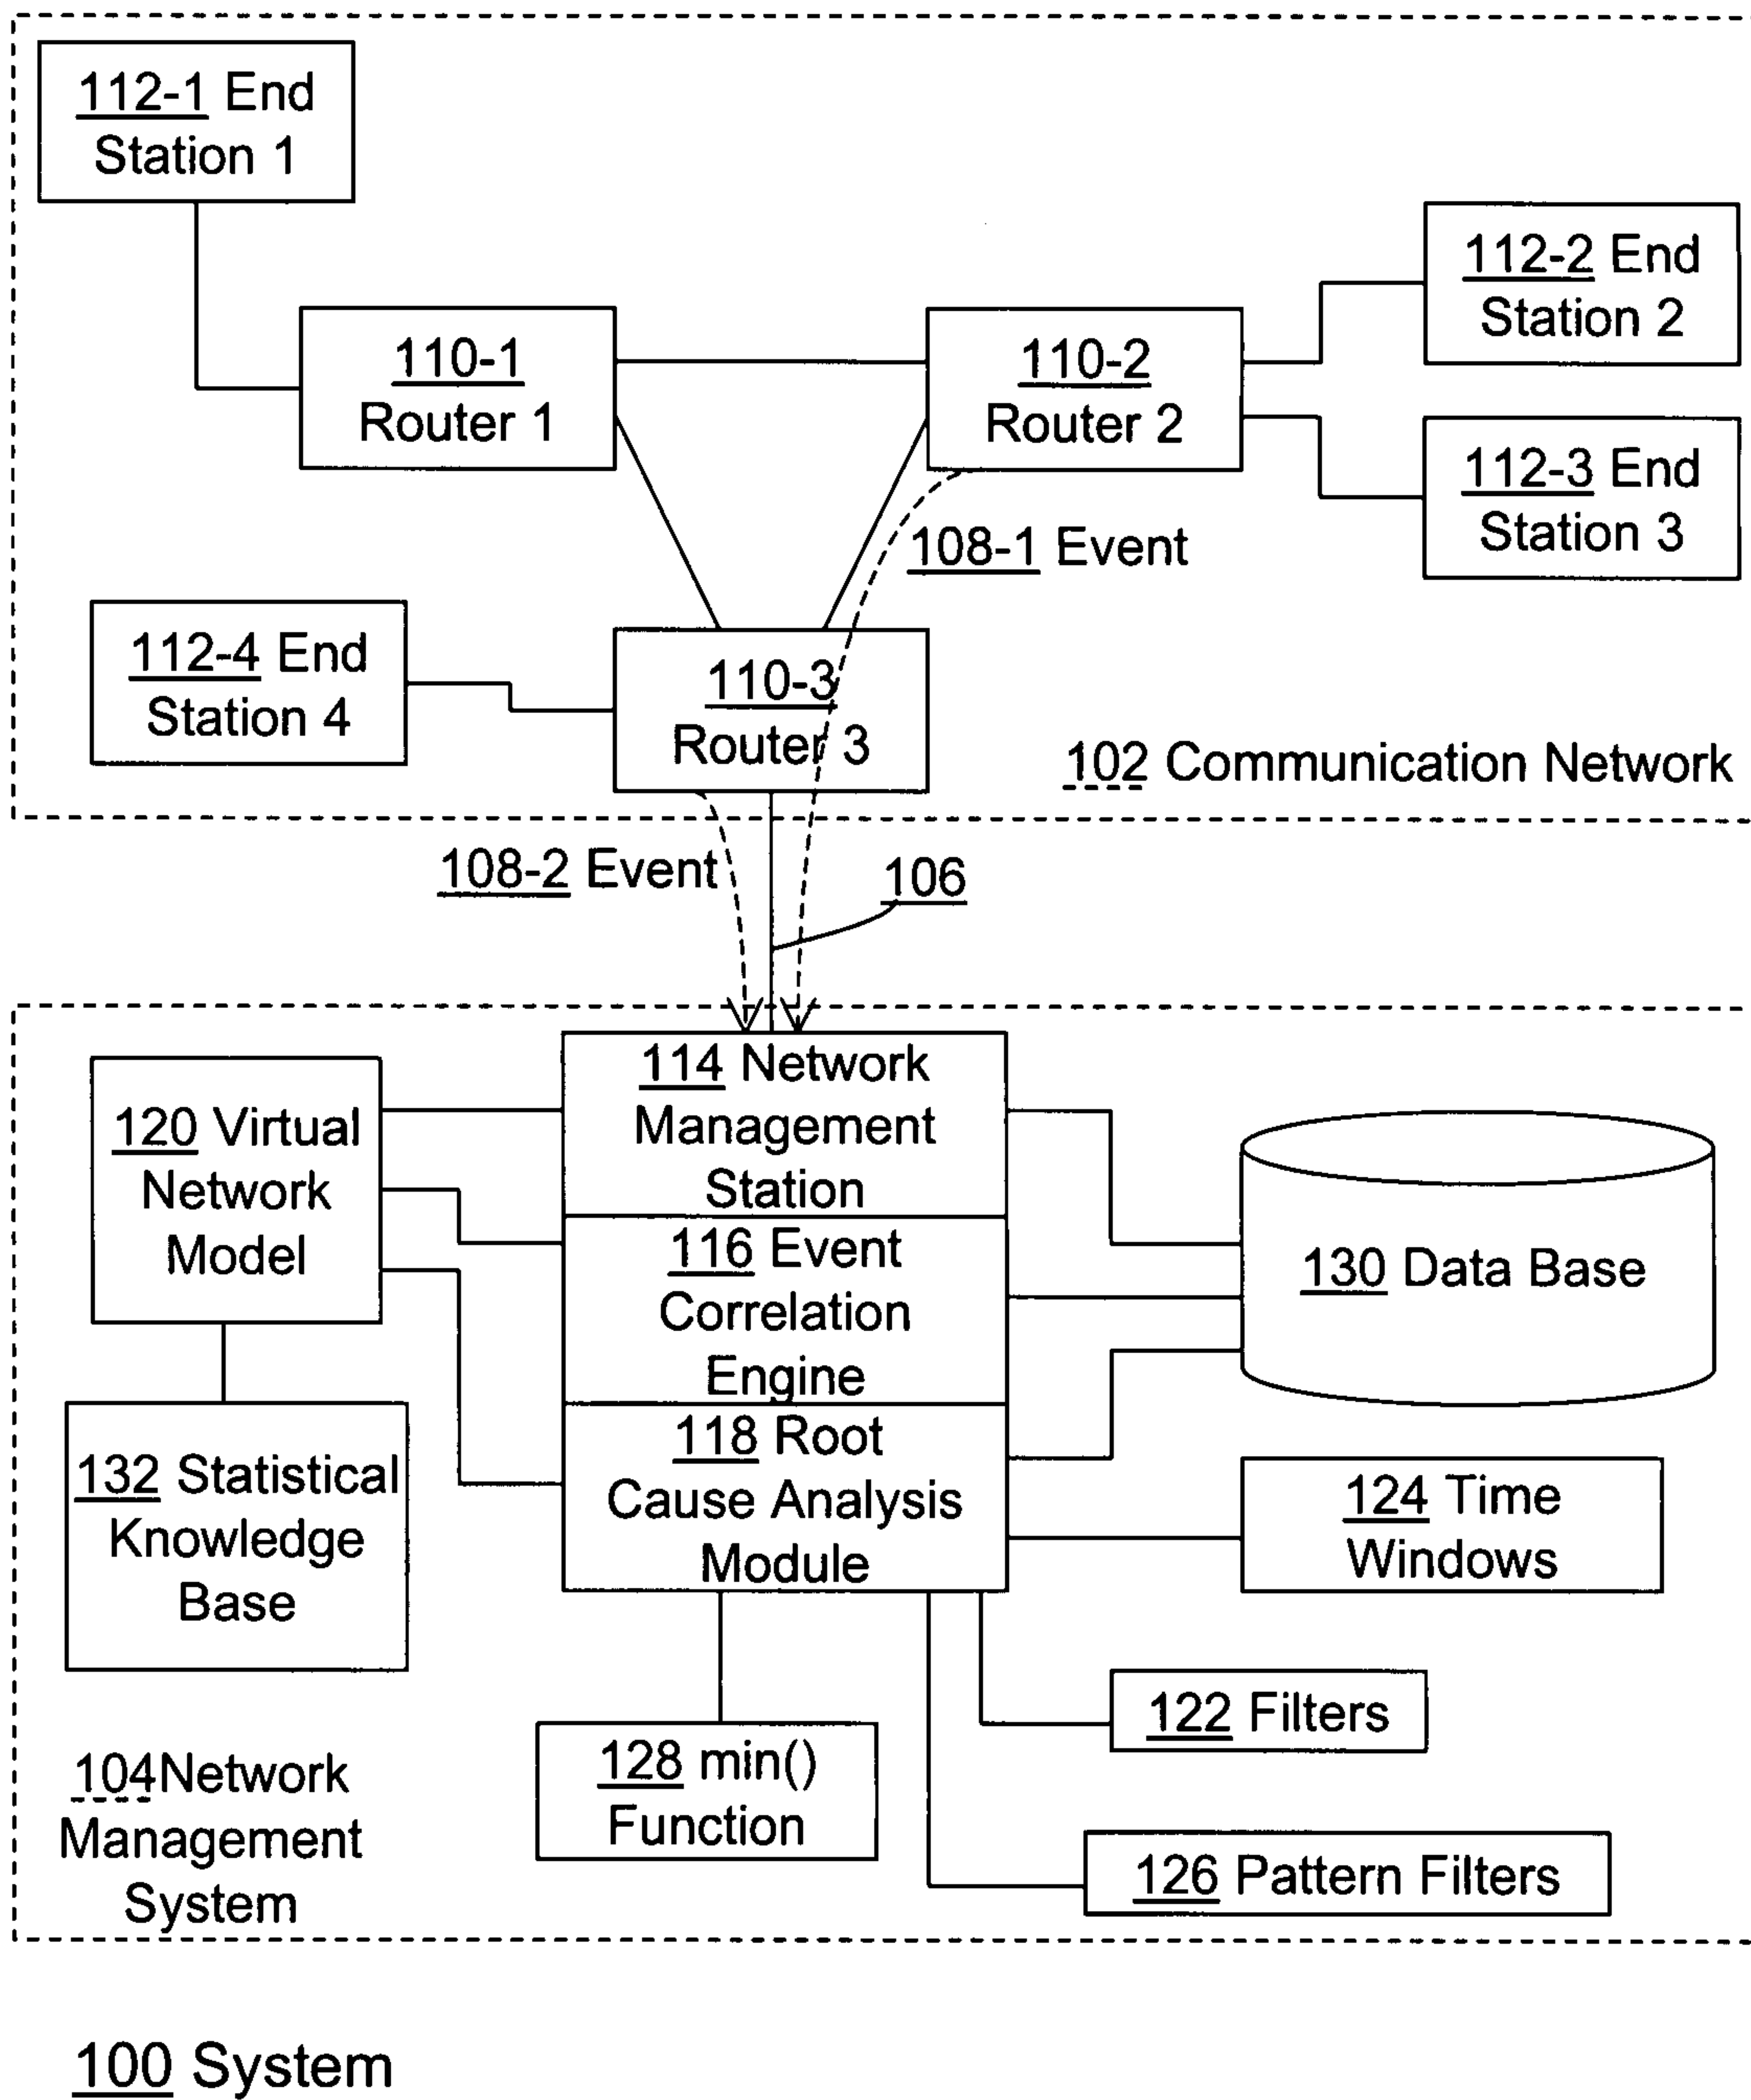 112-1 End
Station 1
112-2 End
Station 2
110-1
Router 1
110-2
Router 2
112-3 End
Station 3
108-1 Event
112-4 End
Station 4
110-3
Router 3
102 Communication Network
108-2 Event
106
114 Network
Management
Station
120 Virtual
Network
Model
116 Event
Correlation
Engine
130 Data Base
118 Root
Cause Analysis
Module
132 Statistical
Knowledge
Base
124 Time
Windows
122 Filters
128 min()
Function
104 Network
Management
System
126 Pattern Filters
100 System